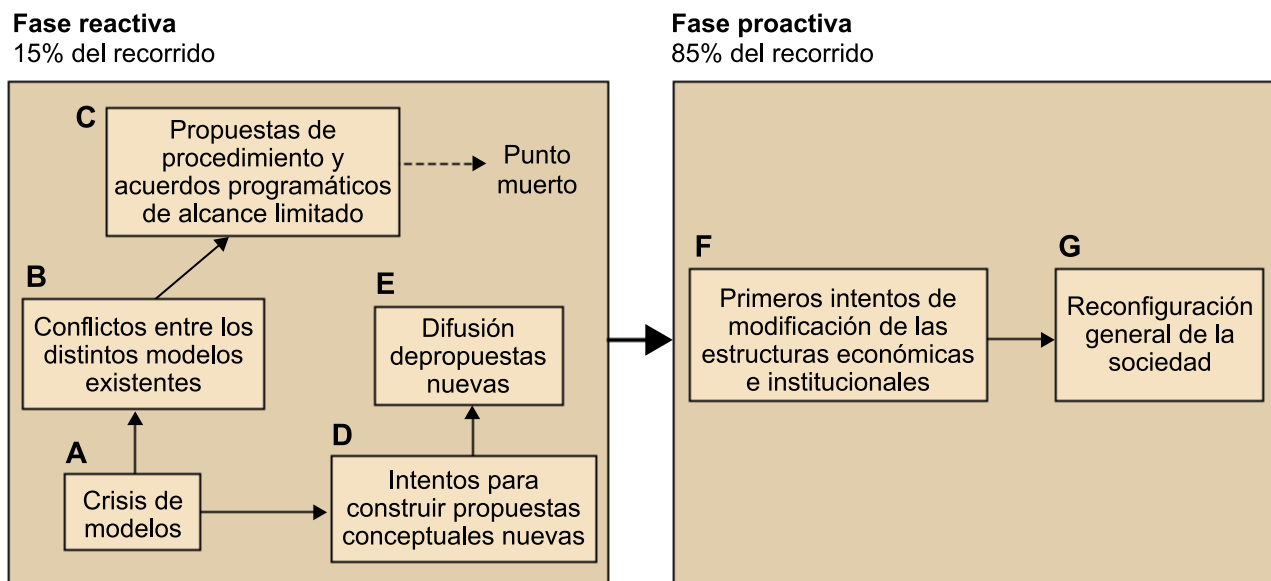 Fase reactiva
15% del recorrido
C
Propuestas de
procedimiento y
acuerdos programáticos
de alcance limitado
Punto
muerto
B
Conflictos entre los
distintos modelos
existentes
E
Difusión
depropuestas
nuevas
A
Crisis de
modelos
D
Intentos para
construir propuestas
conceptuales nuevas
Fase proactiva
85% del recorrido
F
Primeros intentos de
modificación de las
estructuras económicas
e institucionales
G
Reconfiguración
general de la
sociedad